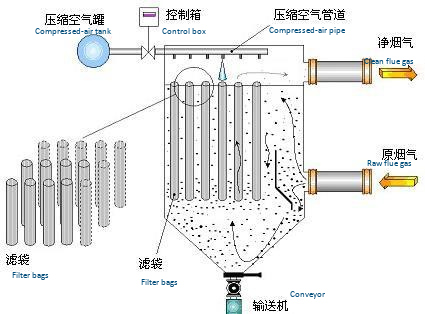 压缩空气罐
Compressed-air tank
控制箱
Control box
压缩空气管道
Compressed-air pipe
净烟气
Clean flue gas
原烟气
Raw flue gas
滤袋
Filter bags
滤袋
Filter bags
输送机
Conveyor